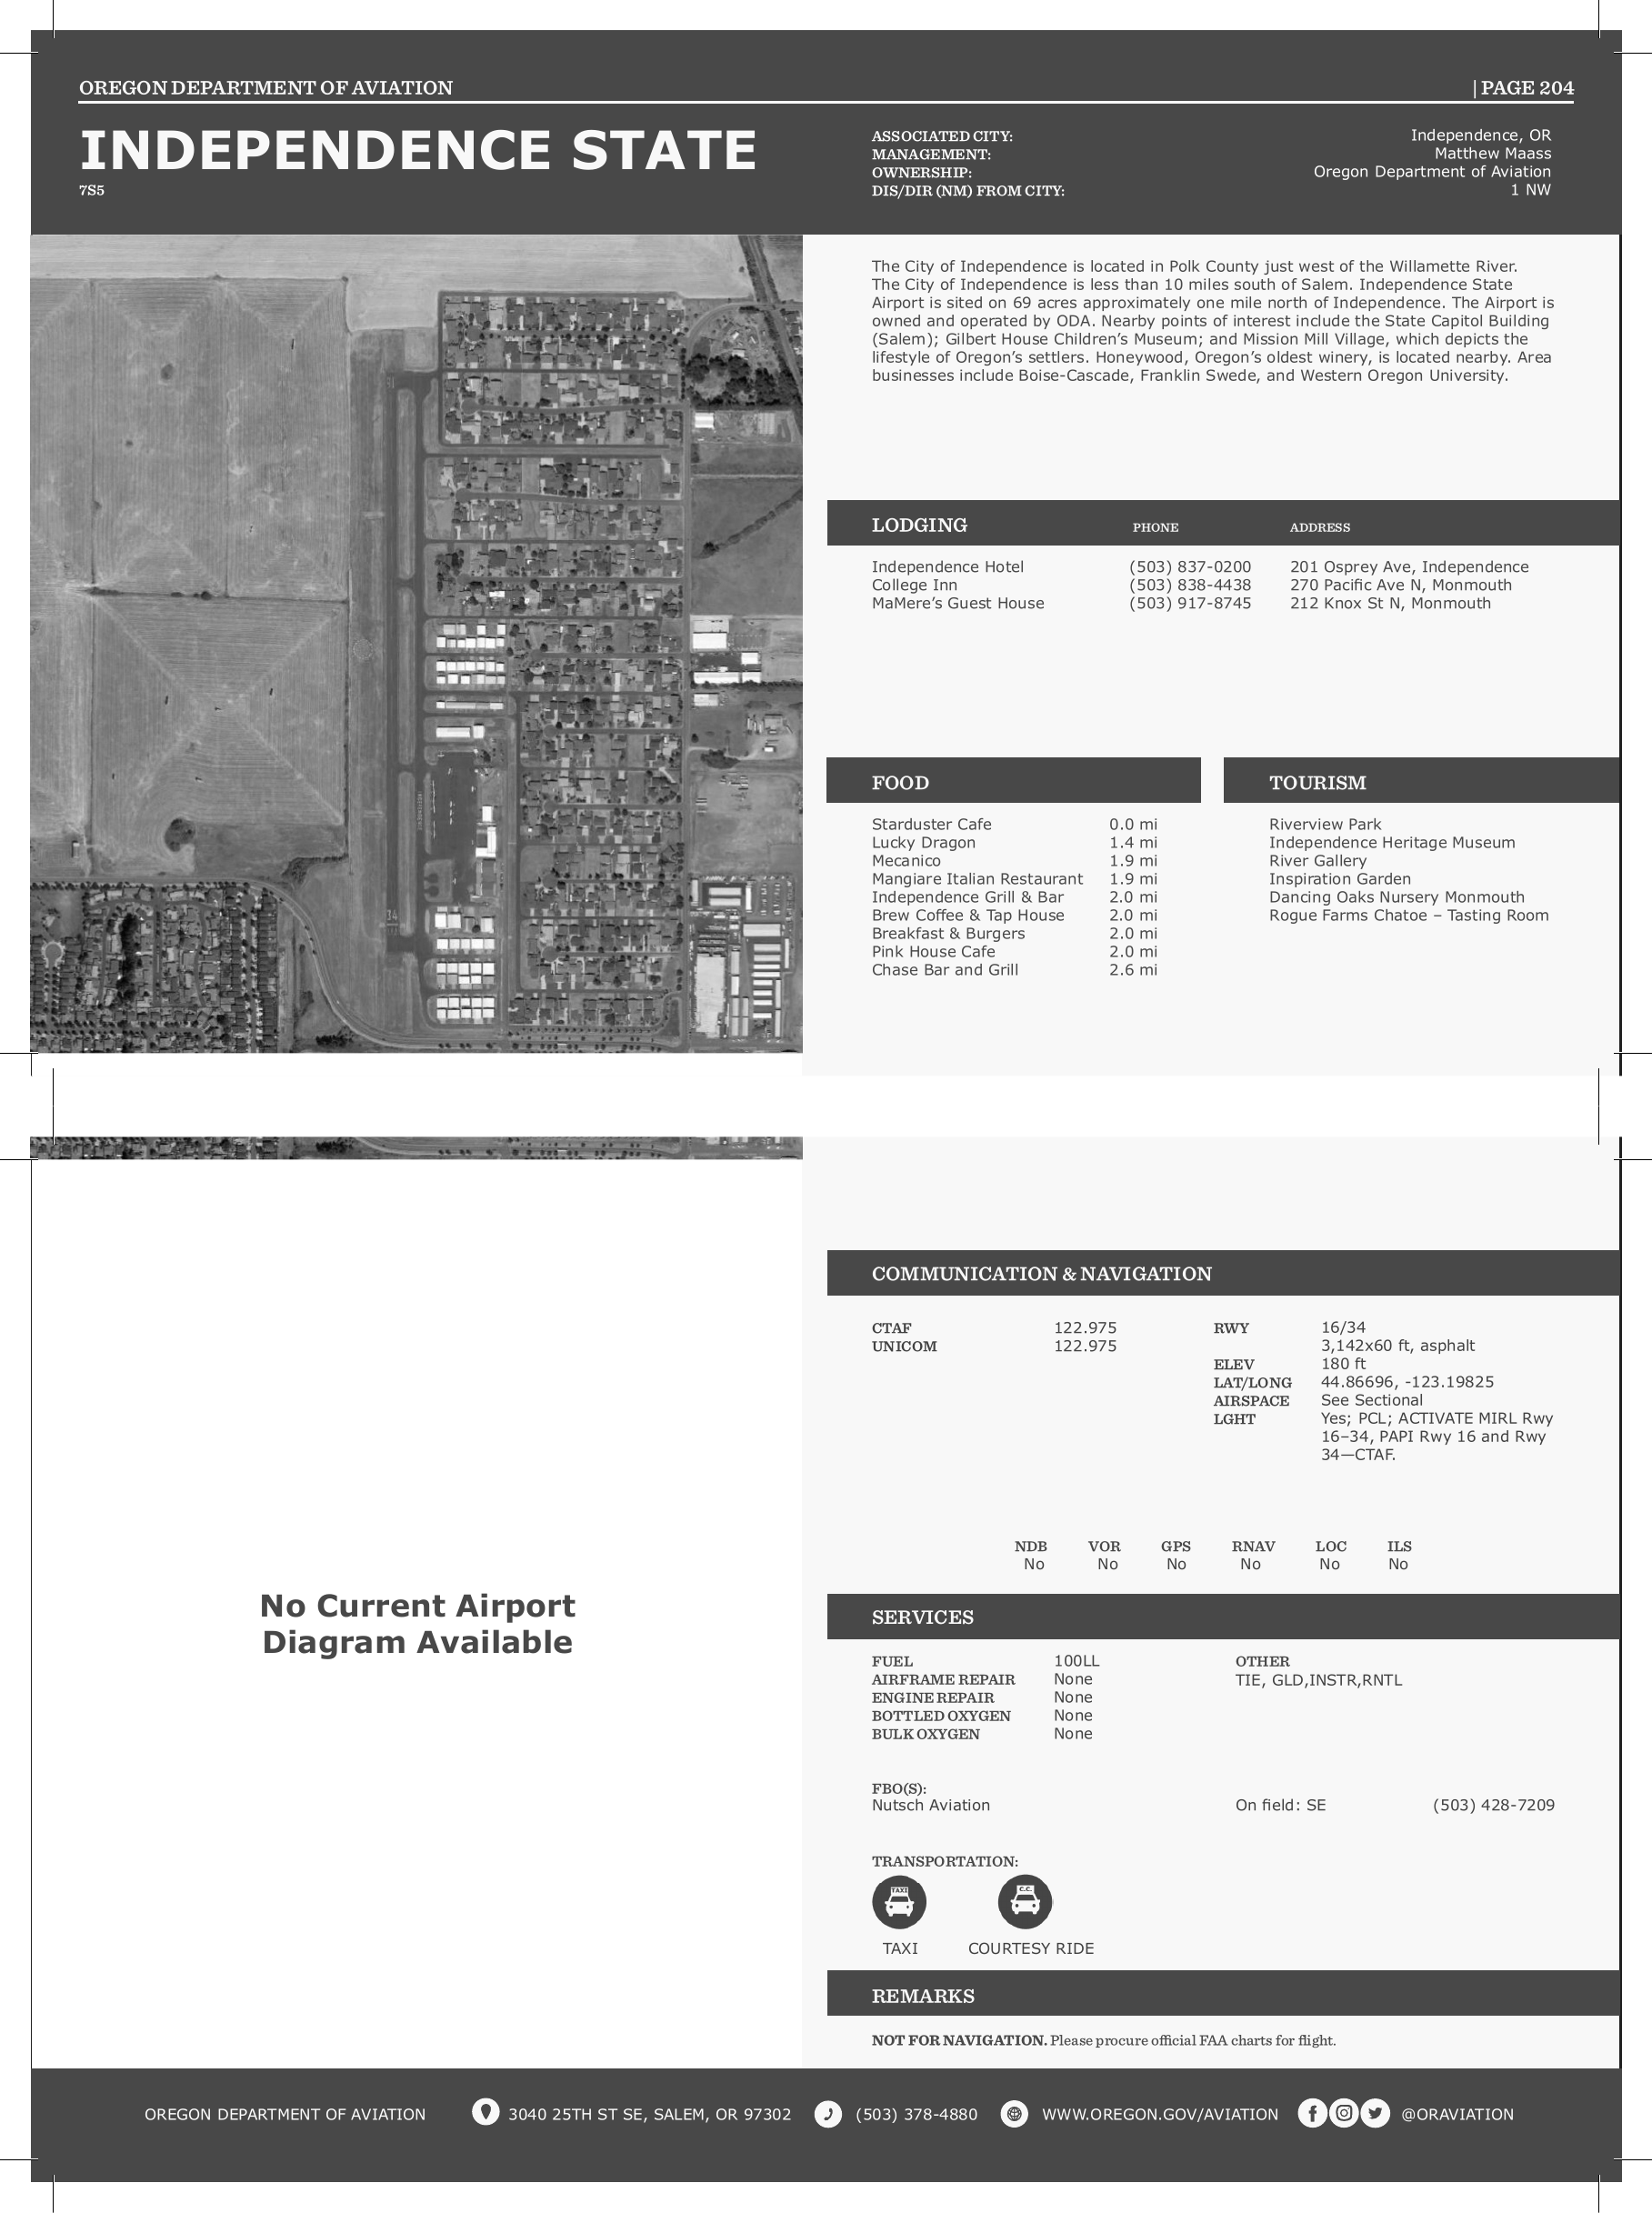 OREGON DEPARTMENT OF AVIATION | PAGE 204
INDEPENDENCE STATE
7S5
ASSOCIATED CITY: Independence, OR
MANAGEMENT: Matthew Maass
OWNERSHIP: Oregon Department of Aviation
DIS/DIR (NM) FROM CITY: 1 NW
The City of Independence is located in Polk County just west of the Willamette River.
The City of Independence is less than 10 miles south of Salem. Independence State
Airport is sited on 69 acres approximately one mile north of Independence. The Airport is
owned and operated by ODA. Nearby points of interest include the State Capitol Building
(Salem); Gilbert House Children’s Museum; and Mission Mill Village, which depicts the
lifestyle of Oregon’s settlers. Honeywood, Oregon’s oldest winery, is located nearby. Area
businesses include Boise-Cascade, Franklin Swede, and Western Oregon University.
LODGING PHONE ADDRESS
Independence Hotel (503) 837-0200 201 Osprey Ave, Independence
College Inn (503) 838-4438 270 Pacific Ave N, Monmouth
MaMere’s Guest House (503) 917-8745 212 Knox St N, Monmouth
FOOD
Starduster Cafe 0.0 mi
Lucky Dragon 1.4 mi
Mecanico 1.9 mi
Mangiare Italian Restaurant 1.9 mi
Independence Grill & Bar 2.0 mi
Brew Coffee & Tap House 2.0 mi
Breakfast & Burgers 2.0 mi
Pink House Cafe 2.0 mi
Chase Bar and Grill 2.6 mi
TOURISM
Riverview Park
Independence Heritage Museum
River Gallery
Inspiration Garden
Dancing Oaks Nursery Monmouth
Rogue Farms Chatoe – Tasting Room
34
No Current Airport
Diagram Available
COMMUNICATION & NAVIGATION
CTAF 122.975
UNICOM 122.975
RWY 16/34
3,142x60 ft, asphalt
ELEV 180 ft
LAT/LONG 44.86696, -123.19825
AIRSPACE See Sectional
LGHT Yes; PCL; ACTIVATE MIRL Rwy
16–34, PAPI Rwy 16 and Rwy
34—CTAF.
NDB VOR GPS RNAV LOC ILS
No No No No No No
SERVICES
FUEL 100LL
AIRFRAME REPAIR None
ENGINE REPAIR None
BOTTLED OXYGEN None
BULK OXYGEN None
OTHER
TIE, GLD,INSTR,RNTL
FBO(S):
Nutsch Aviation On field: SE (503) 428-7209
TRANSPORTATION:
TAXI C.C.
TAXI COURTESY RIDE
REMARKS
NOT FOR NAVIGATION. Please procure official FAA charts for flight.
OREGON DEPARTMENT OF AVIATION 3040 25TH ST SE, SALEM, OR 97302 (503) 378-4880 WWW.OREGON.GOV/AVIATION @ORAVIATION